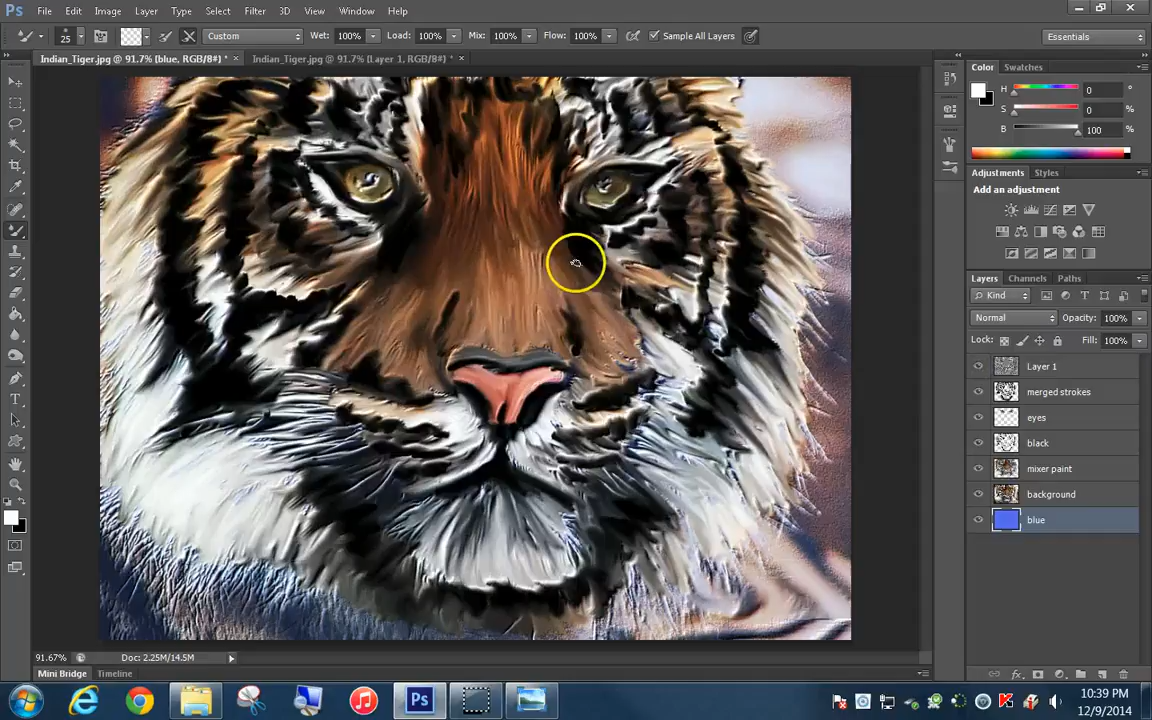 Ps File Edit Image Layer Type Select Filter 3D View Window Help
25 Custom Wet: 100% Load: 100% Mix: 100% Flow: 100% Sample All Layers Essentials
Indian_Tiger.jpg @ 91.7% (blue, RGB/8#) * × Indian_Tiger.jpg @ 91.7% (Layer 1, RGB/8#) * ×
Color Swatches
H 0 °
S 0 %
B 100 %
Adjustments Styles
Add an adjustment
Layers Channels Paths
Kind
Normal Opacity: 100%
Lock: Fill: 100%
Layer 1
merged strokes
eyes
black
mixer paint
background
blue
91.67% Doc: 2.25M/14.5M
Mini Bridge Timeline
Ps
10:39 PM
12/9/2014